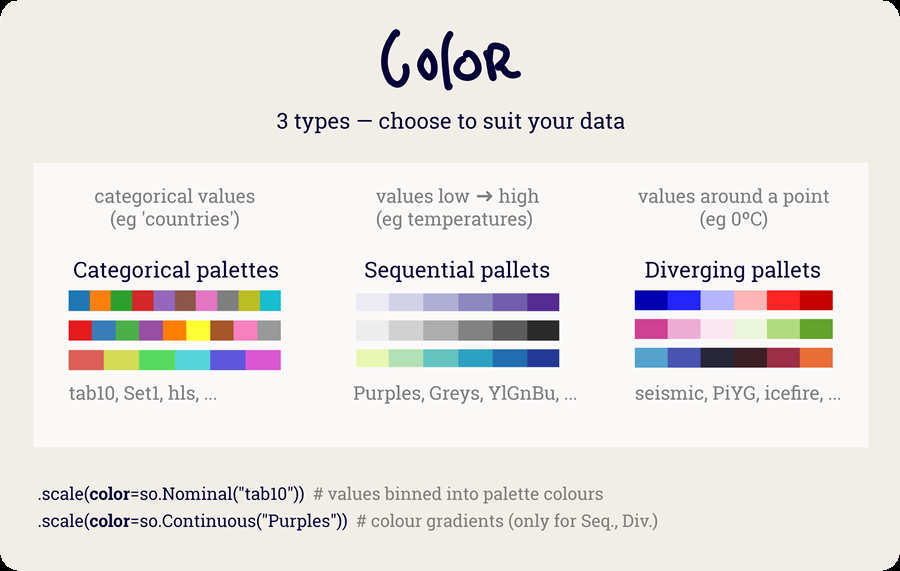 COLOR
3 types — choose to suit your data
categorical values
(eg 'countries')
Categorical palettes
tab10, Set1, hls, ...
values low → high
(eg temperatures)
Sequential pallets
Purples, Greys, YlGnBu, ...
values around a point
(eg 0ºC)
Diverging pallets
seismic, PiYG, icefire, ...
.scale(color=so.Nominal("tab10")) # values binned into palette colours
.scale(color=so.Continuous("Purples")) # colour gradients (only for Seq., Div.)